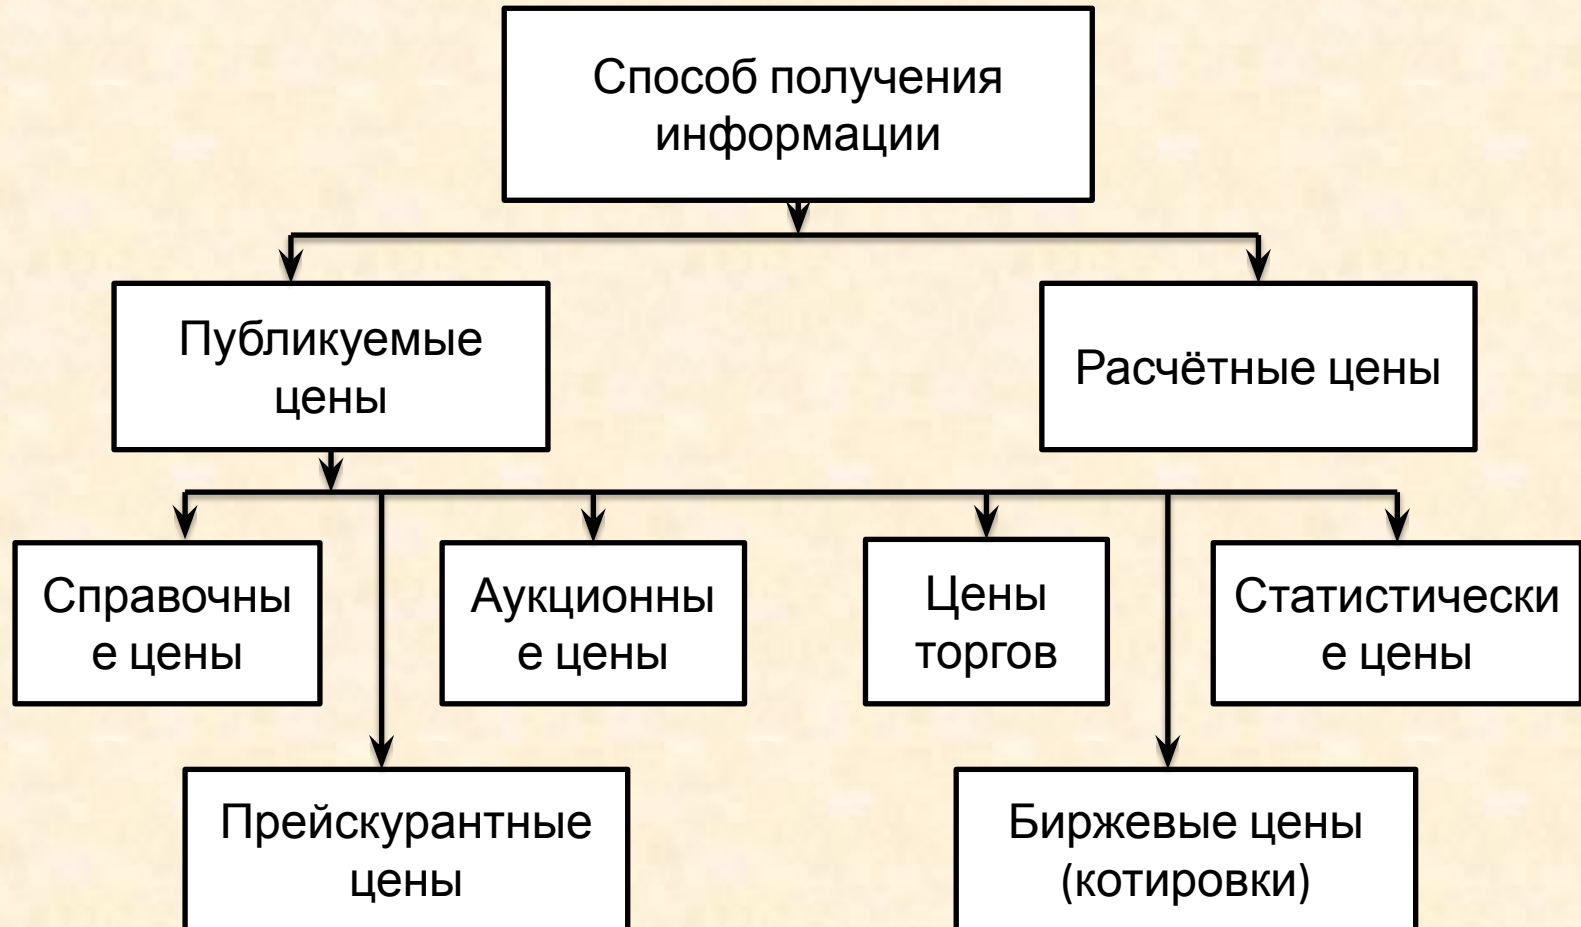 Способ получения
информации
Публикуемые
цены
Расчётные цены
Справочны
е цены
Аукционны
е цены
Цены
торгов
Статистически
е цены
Прейскурантные
цены
Биржевые цены
(котировки)